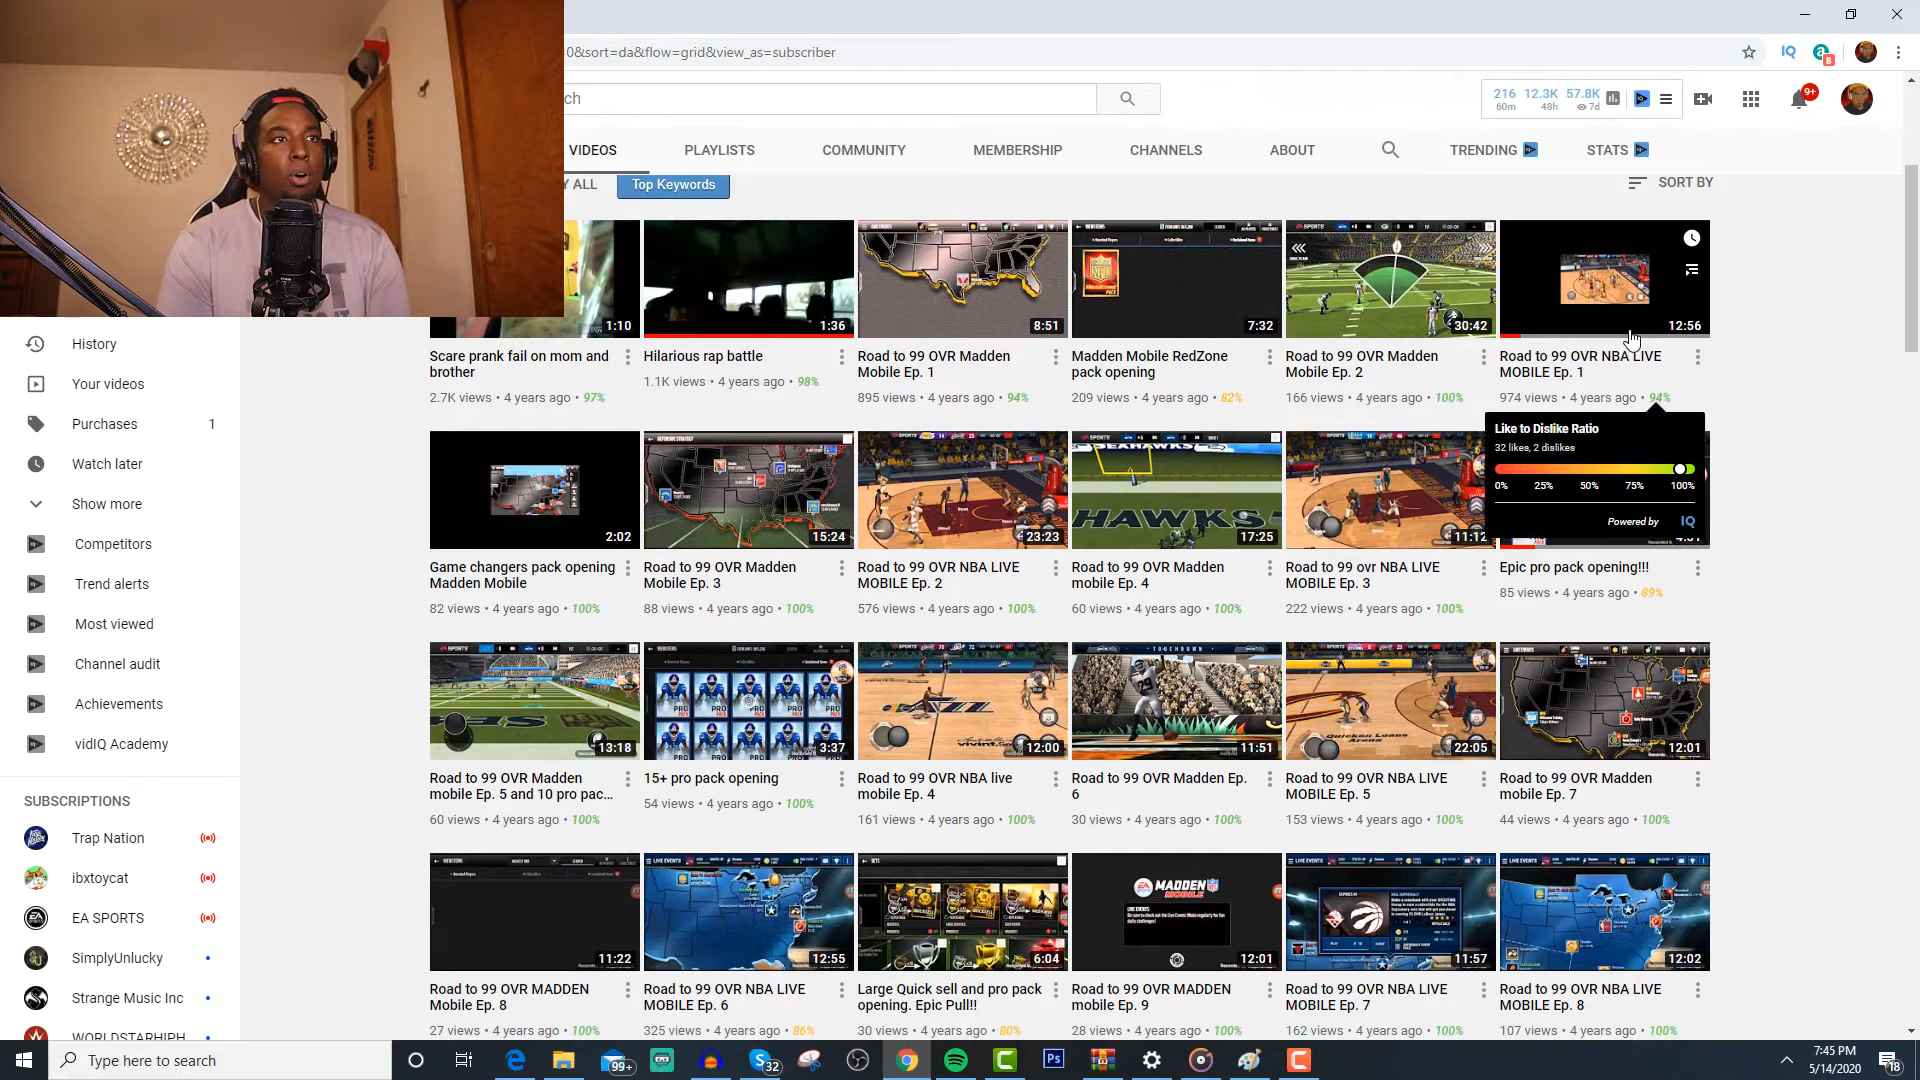 =0&sort=da&flow=grid&view_as=subscriber
IQ
8
ch
216 12.3K 57.8K
60m 48h 7d
9+
VIDEOS PLAYLISTS COMMUNITY MEMBERSHIP CHANNELS ABOUT TRENDING STATS
Y ALL Top Keywords SORT BY
1:10 1:36 8:51 7:32 30:42 12:56
Scare prank fail on mom and brother
2.7K views • 4 years ago • 97%
Hilarious rap battle
1.1K views • 4 years ago • 98%
Road to 99 OVR Madden Mobile Ep. 1
895 views • 4 years ago • 94%
Madden Mobile RedZone pack opening
209 views • 4 years ago • 82%
Road to 99 OVR Madden Mobile Ep. 2
166 views • 4 years ago • 100%
Road to 99 OVR NBA LIVE MOBILE Ep. 1
974 views • 4 years ago • 94%
Like to Dislike Ratio
32 likes, 2 dislikes
0% 25% 50% 75% 100%
Powered by IQ
2:02 15:24 23:23 17:25 11:12
Game changers pack opening Madden Mobile
82 views • 4 years ago • 100%
Road to 99 OVR Madden Mobile Ep. 3
88 views • 4 years ago • 100%
Road to 99 OVR NBA LIVE MOBILE Ep. 2
576 views • 4 years ago • 100%
Road to 99 OVR Madden mobile Ep. 4
60 views • 4 years ago • 100%
Road to 99 ovr NBA LIVE MOBILE Ep. 3
222 views • 4 years ago • 100%
Epic pro pack opening!!!
85 views • 4 years ago • 89%
13:18 3:37 12:00 11:51 22:05 12:01
Road to 99 OVR Madden mobile Ep. 5 and 10 pro pac...
60 views • 4 years ago • 100%
15+ pro pack opening
54 views • 4 years ago • 100%
Road to 99 OVR NBA live mobile Ep. 4
161 views • 4 years ago • 100%
Road to 99 OVR Madden Ep. 6
30 views • 4 years ago • 100%
Road to 99 OVR NBA LIVE MOBILE Ep. 5
153 views • 4 years ago • 100%
Road to 99 OVR Madden mobile Ep. 7
44 views • 4 years ago • 100%
11:22 12:55 6:04 12:01 11:57 12:02
Road to 99 OVR MADDEN Mobile Ep. 8
27 views • 4 years ago • 100%
Road to 99 OVR NBA LIVE MOBILE Ep. 6
325 views • 4 years ago • 86%
Large Quick sell and pro pack opening. Epic Pull!!
30 views • 4 years ago • 80%
Road to 99 OVR MADDEN mobile Ep. 9
28 views • 4 years ago • 100%
Road to 99 OVR NBA LIVE MOBILE Ep. 7
162 views • 4 years ago • 100%
Road to 99 OVR NBA LIVE MOBILE Ep. 8
107 views • 4 years ago • 100%
History
Your videos
Purchases 1
Watch later
Show more
Competitors
Trend alerts
Most viewed
Channel audit
Achievements
vidIQ Academy
SUBSCRIPTIONS
Trap Nation
ibxtoycat
EA SPORTS
SimplyUnlucky
Strange Music Inc
WORLDSTARHIPH
Type here to search
99+
32
Ps
7:45 PM
5/14/2020
18